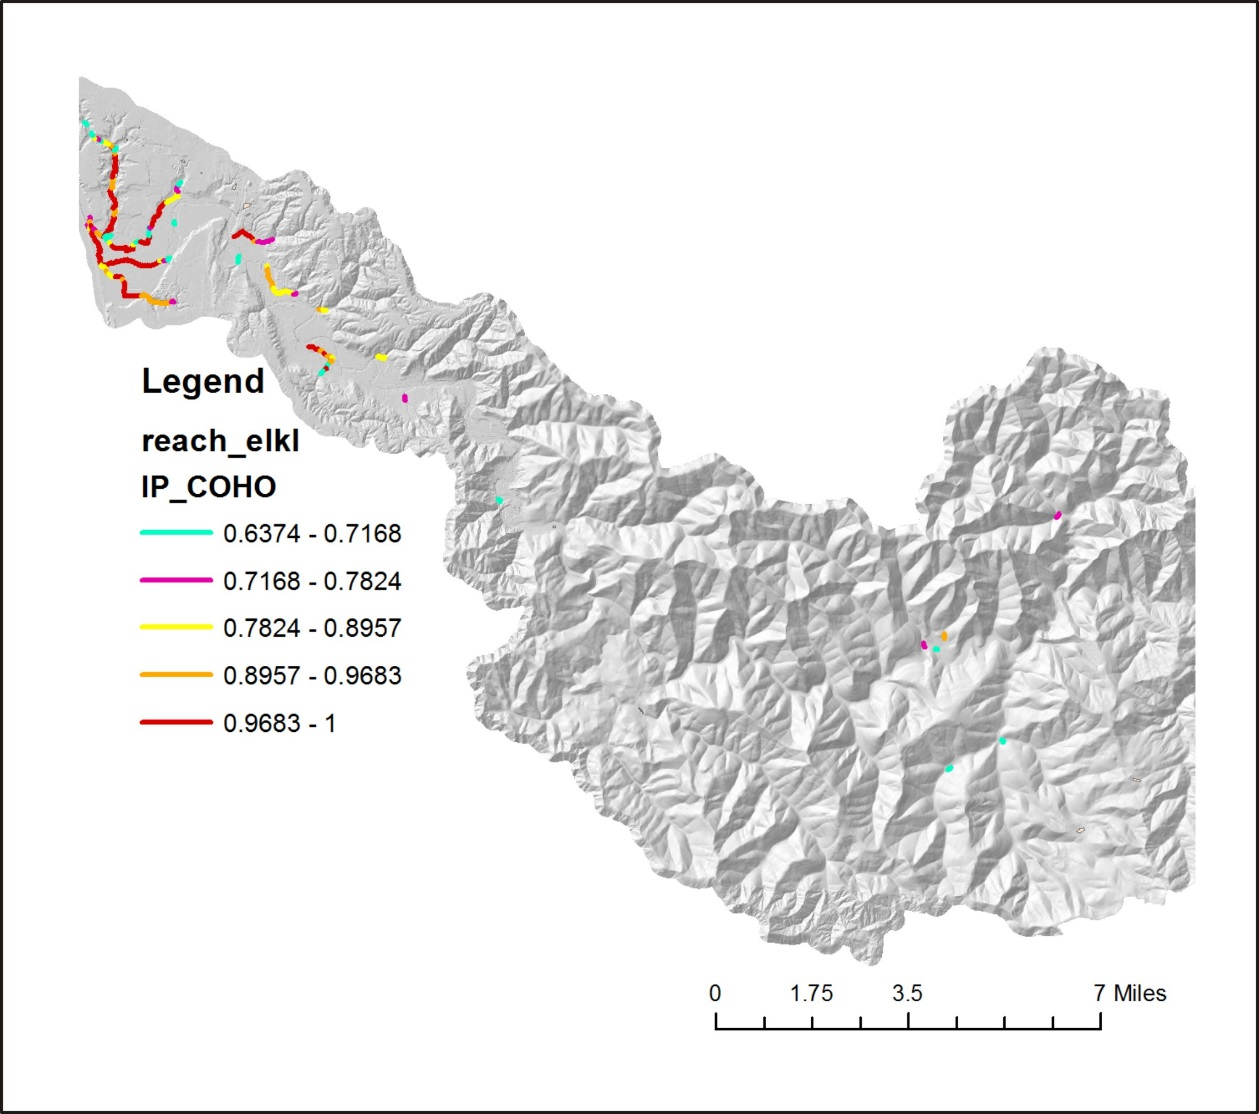 Legend
reach_elkl
IP_COHO
0.6374 - 0.7168
0.7168 - 0.7824
0.7824 - 0.8957
0.8957 - 0.9683
0.9683 - 1
0 1.75 3.5 7 Miles